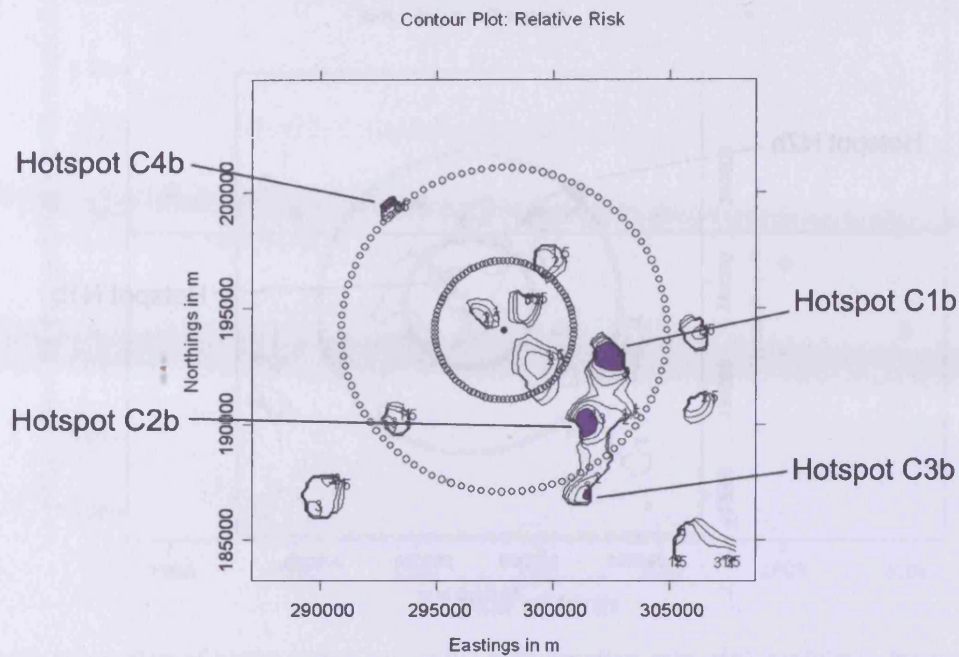 Contour Plot: Relative Risk
Hotspot C4b
Hotspot C1b
Hotspot C2b
Hotspot C3b
Northings in m
200000
195000
190000
185000
290000
295000
300000
305000
Eastings in m